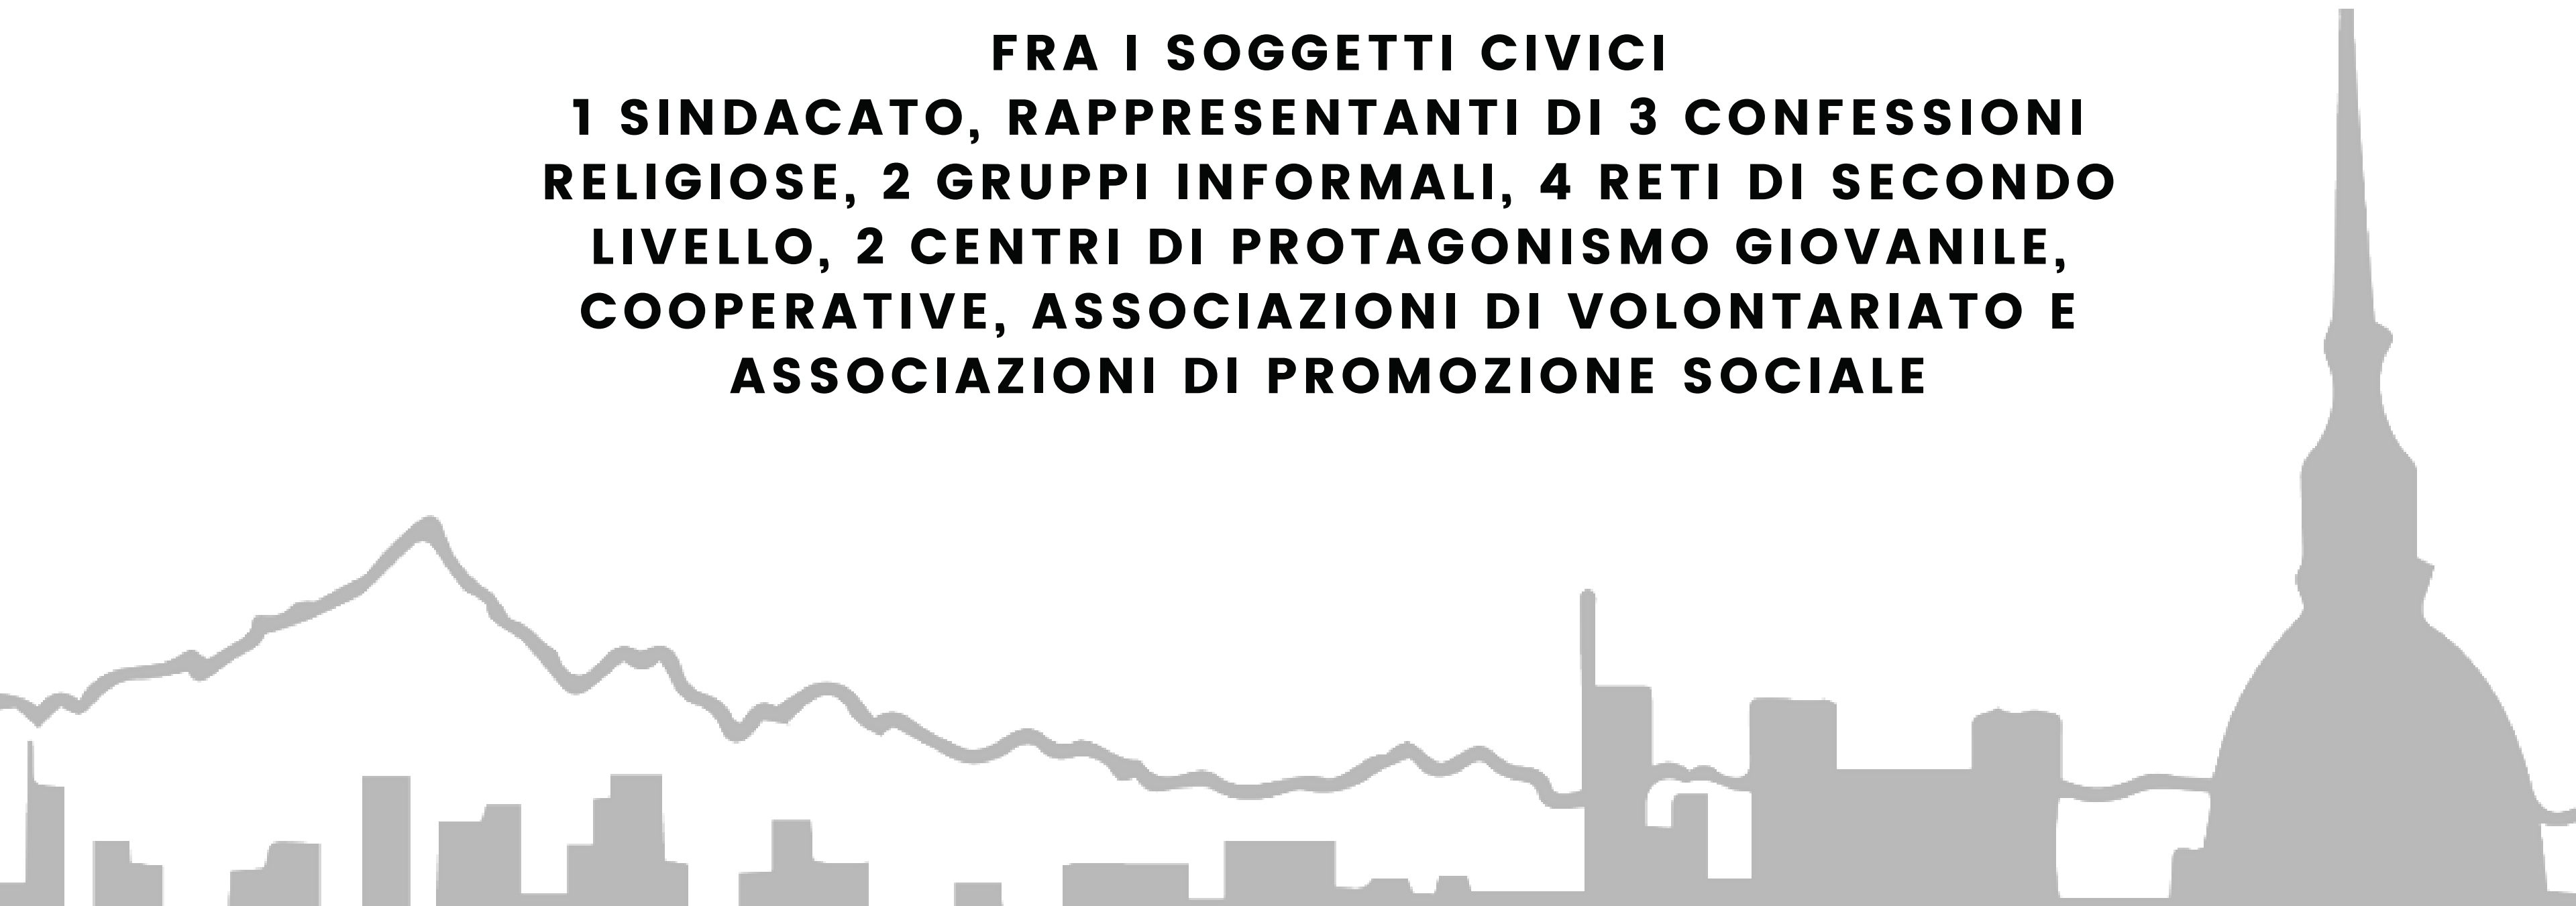 FRA I SOGGETTI CIVICI
1 SINDACATO, RAPPRESENTANTI DI 3 CONFESSIONI
RELIGIOSE, 2 GRUPPI INFORMALI, 4 RETI DI SECONDO
LIVELLO, 2 CENTRI DI PROTAGONISMO GIOVANILE,
COOPERATIVE, ASSOCIAZIONI DI VOLONTARIATO E
ASSOCIAZIONI DI PROMOZIONE SOCIALE